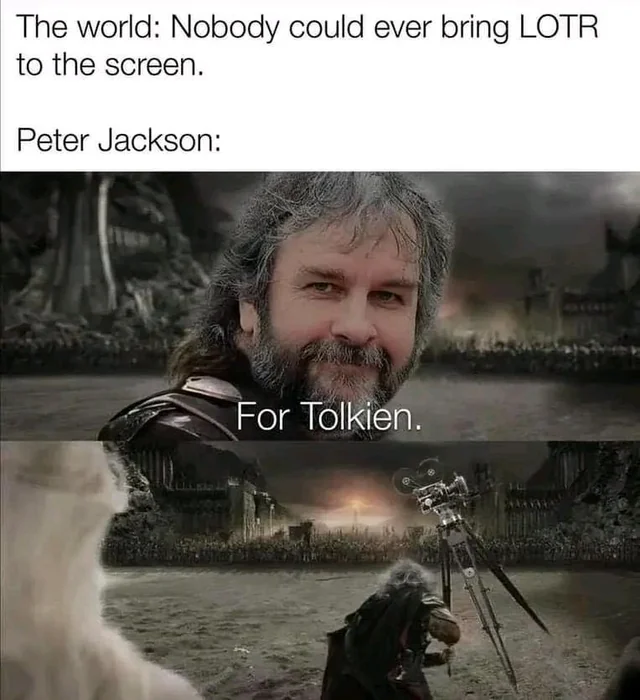 The world: Nobody could ever bring LOTR
to the screen.
Peter Jackson:
For Tolkien.